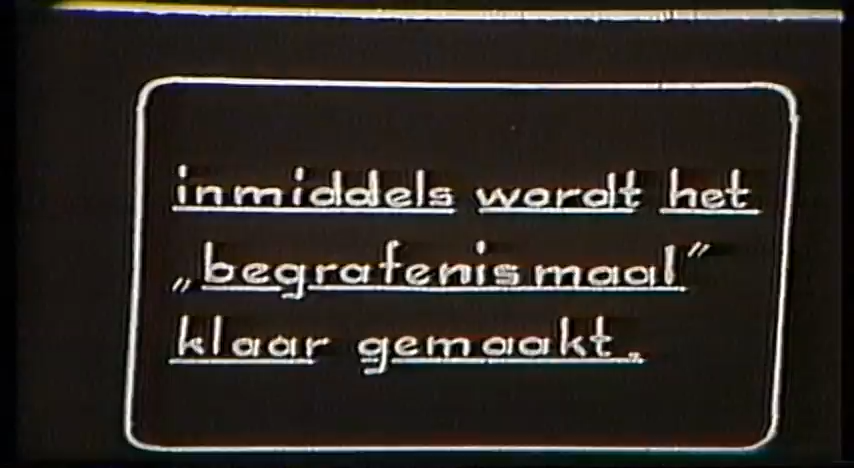 inmiddels wordt het
„begrafenismaal”
klaar gemaakt.